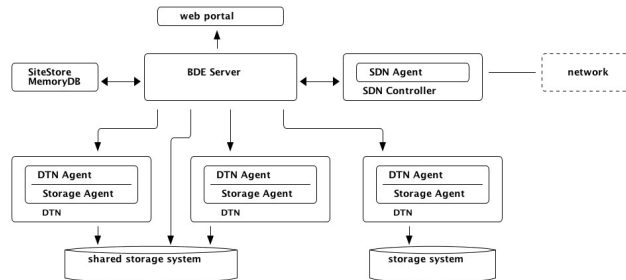 web portal
SiteStore
MemoryDB
BDE Server
SDN Agent
SDN Controller
network
DTN Agent
Storage Agent
DTN
DTN Agent
Storage Agent
DTN
DTN Agent
Storage Agent
DTN
shared storage system
storage system